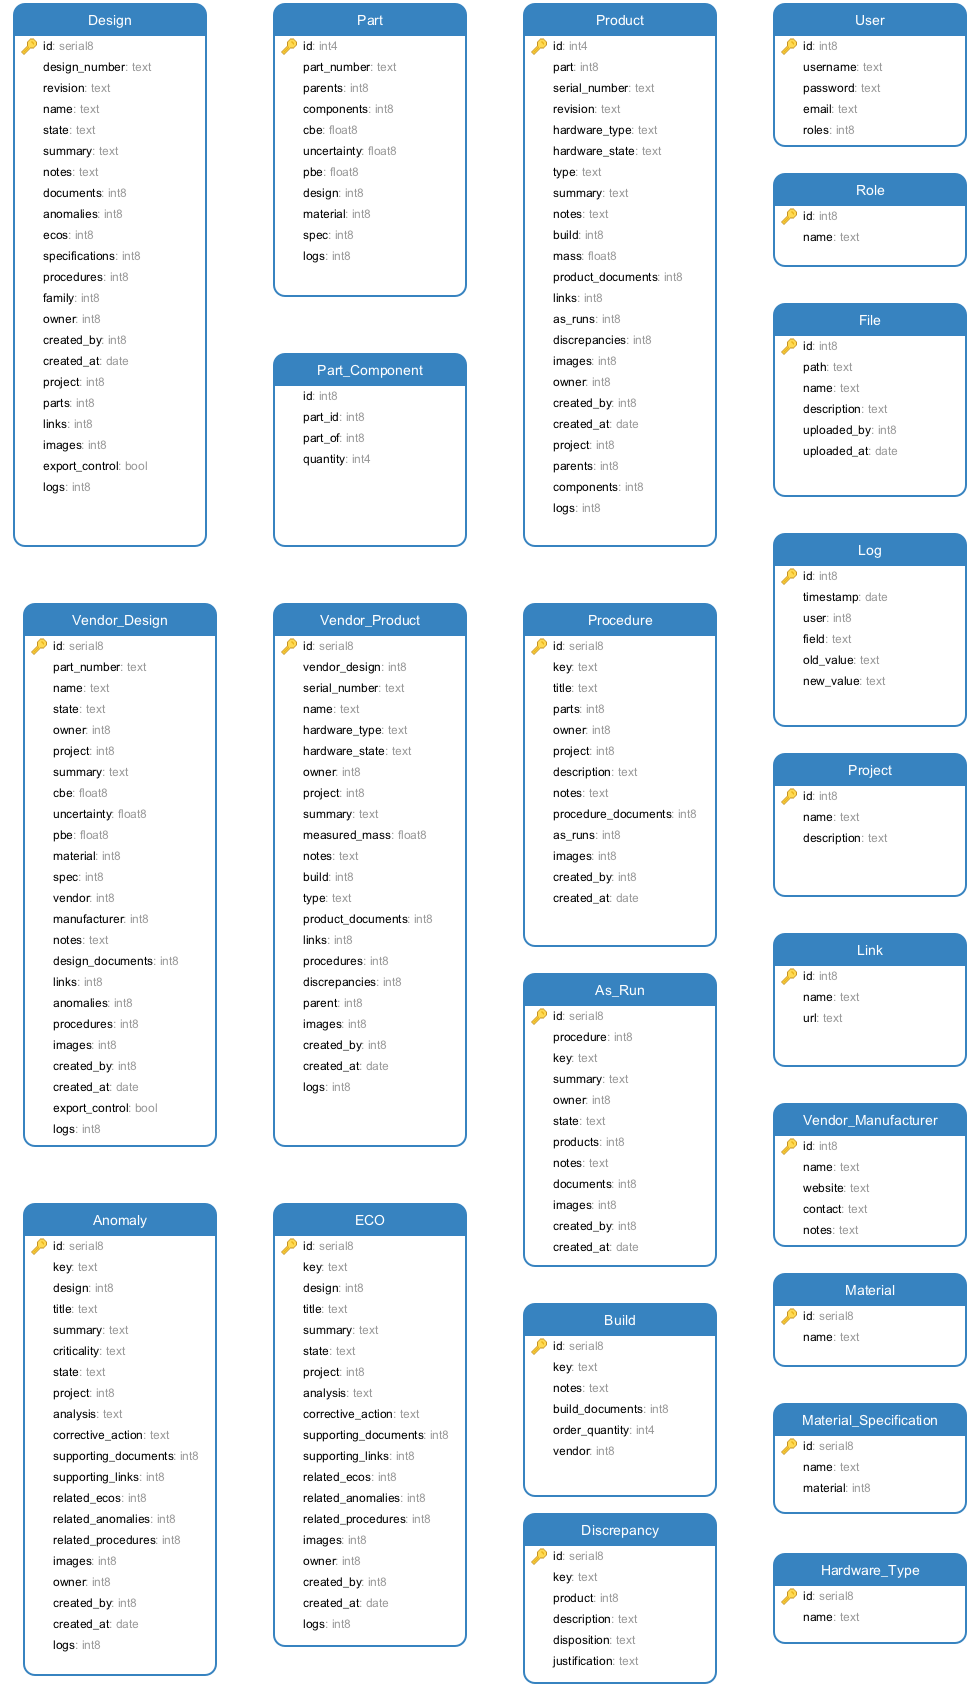 Design
id: serial8
design_number: text
revision: text
name: text
state: text
summary: text
notes: text
documents: int8
anomalies: int8
ecos: int8
specifications: int8
procedures: int8
family: int8
owner: int8
created_by: int8
created_at: date
project: int8
parts: int8
links: int8
images: int8
export_control: bool
logs: int8
Part
id: int4
part_number: text
parents: int8
components: int8
cbe: float8
uncertainty: float8
pbe: float8
design: int8
material: int8
spec: int8
logs: int8
Part_Component
id: int8
part_id: int8
part_of: int8
quantity: int4
Product
id: int4
part: int8
serial_number: text
revision: text
hardware_type: text
hardware_state: text
type: text
summary: text
notes: text
build: int8
mass: float8
product_documents: int8
links: int8
as_runs: int8
discrepancies: int8
images: int8
owner: int8
created_by: int8
created_at: date
project: int8
parents: int8
components: int8
logs: int8
User
id: int8
username: text
password: text
email: text
roles: int8
Role
id: int8
name: text
File
id: int8
path: text
name: text
description: text
uploaded_by: int8
uploaded_at: date
Log
id: int8
timestamp: date
user: int8
field: text
old_value: text
new_value: text
Vendor_Design
id: serial8
part_number: text
name: text
state: text
owner: int8
project: int8
summary: text
cbe: float8
uncertainty: float8
pbe: float8
material: int8
spec: int8
vendor: int8
manufacturer: int8
notes: text
design_documents: int8
links: int8
anomalies: int8
procedures: int8
images: int8
created_by: int8
created_at: date
export_control: bool
logs: int8
Vendor_Product
id: serial8
vendor_design: int8
serial_number: text
name: text
hardware_type: text
hardware_state: text
owner: int8
project: int8
summary: text
measured_mass: float8
notes: text
build: int8
type: text
product_documents: int8
links: int8
procedures: int8
discrepancies: int8
parent: int8
images: int8
created_by: int8
created_at: date
logs: int8
Procedure
id: serial8
key: text
title: text
parts: int8
owner: int8
project: int8
description: text
notes: text
procedure_documents: int8
as_runs: int8
images: int8
created_by: int8
created_at: date
As_Run
id: serial8
procedure: int8
key: text
summary: text
owner: int8
state: text
products: int8
notes: text
documents: int8
images: int8
created_by: int8
created_at: date
Project
id: int8
name: text
description: text
Link
id: int8
name: text
url: text
Vendor_Manufacturer
id: int8
name: text
website: text
contact: text
notes: text
Anomaly
id: serial8
key: text
design: int8
title: text
summary: text
criticality: text
state: text
project: int8
analysis: text
corrective_action: text
supporting_documents: int8
supporting_links: int8
related_ecos: int8
related_anomalies: int8
related_procedures: int8
images: int8
owner: int8
created_by: int8
created_at: date
logs: int8
ECO
id: serial8
key: text
design: int8
title: text
summary: text
state: text
project: int8
analysis: text
corrective_action: text
supporting_documents: int8
supporting_links: int8
related_ecos: int8
related_anomalies: int8
related_procedures: int8
images: int8
owner: int8
created_by: int8
created_at: date
logs: int8
Build
id: serial8
key: text
notes: text
build_documents: int8
order_quantity: int4
vendor: int8
Discrepancy
id: serial8
key: text
product: int8
description: text
disposition: text
justification: text
Material
id: serial8
name: text
Material_Specification
id: serial8
name: text
material: int8
Hardware_Type
id: serial8
name: text